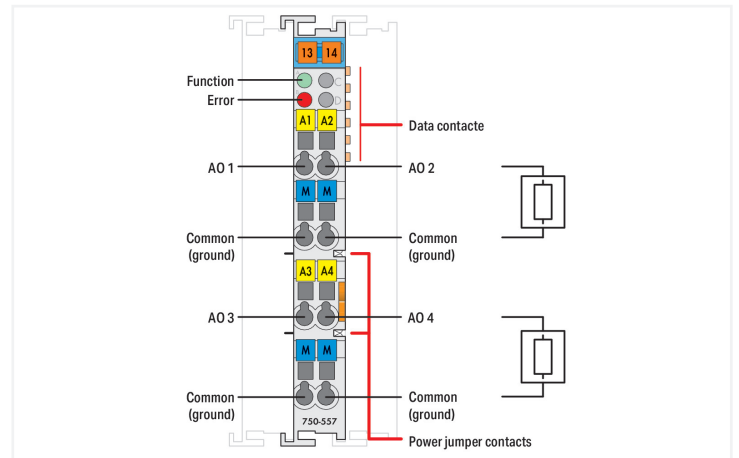 13 14
A C
Function
Error
B D
A1 A2
Data contacte
AO 1
AO 2
M M
Common
(ground)
Common
(ground)
A3 A4
AO 3
AO 4
M M
Common
(ground)
Common
(ground)
750-557
Power jumper contacts